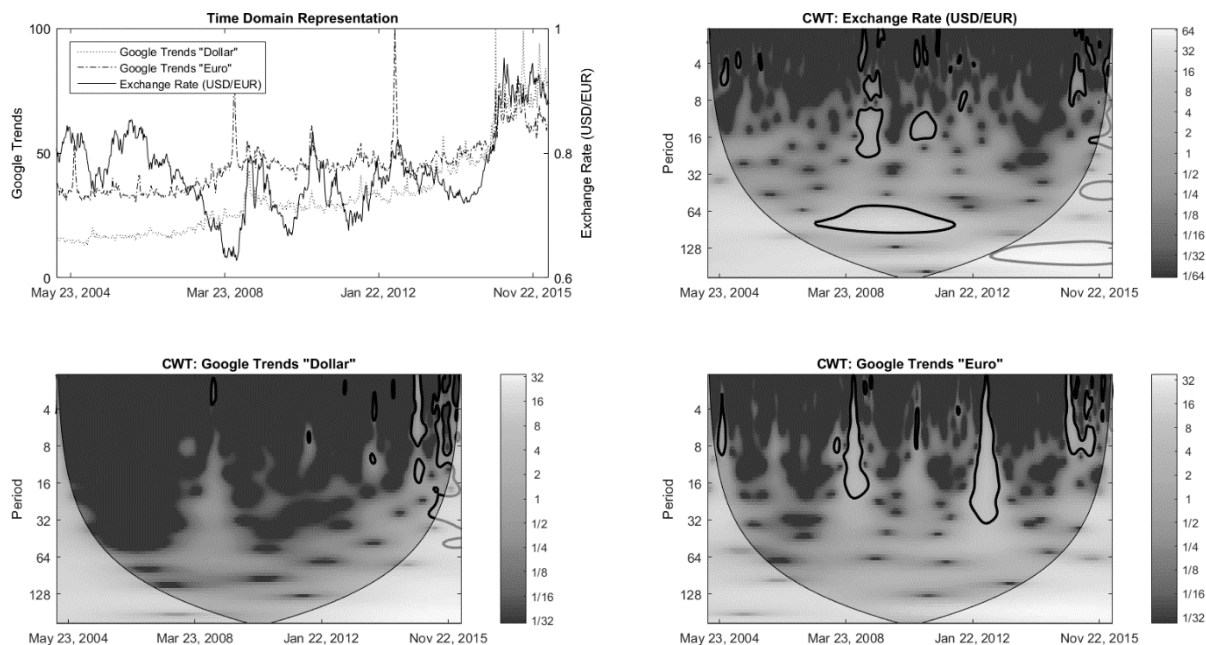 Time Domain Representation
100
50
0
Google Trends
Google Trends "Dollar"
Google Trends "Euro"
Exchange Rate (USD/EUR)
1
0.8
0.6
Exchange Rate (USD/EUR)
May 23, 2004
Mar 23, 2008
Jan 22, 2012
Nov 22, 2015
CWT: Exchange Rate (USD/EUR)
Period
4
8
16
32
64
128
May 23, 2004
Mar 23, 2008
Jan 22, 2012
Nov 22, 2015
64
32
16
8
4
2
1
1/2
1/4
1/8
1/16
1/32
1/64
CWT: Google Trends "Dollar"
Period
4
8
16
32
64
128
May 23, 2004
Mar 23, 2008
Jan 22, 2012
Nov 22, 2015
32
16
8
4
2
1
1/2
1/4
1/8
1/16
1/32
CWT: Google Trends "Euro"
Period
4
8
16
32
64
128
May 23, 2004
Mar 23, 2008
Jan 22, 2012
Nov 22, 2015
32
16
8
4
2
1
1/2
1/4
1/8
1/16
1/32